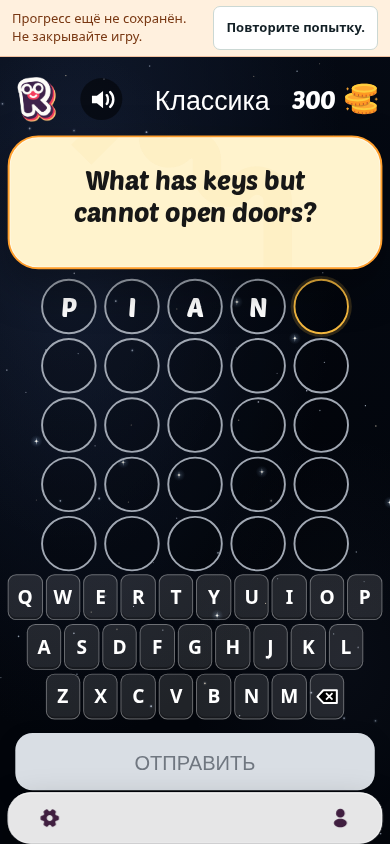 Прогресс ещё не сохранён.
Не закрывайте игру.
Повторите попытку.
Классика 300
What has keys but
cannot open doors?
P I A N
Q W E R T Y U I O P
A S D F G H J K L
Z X C V B N M
ОТПРАВИТЬ